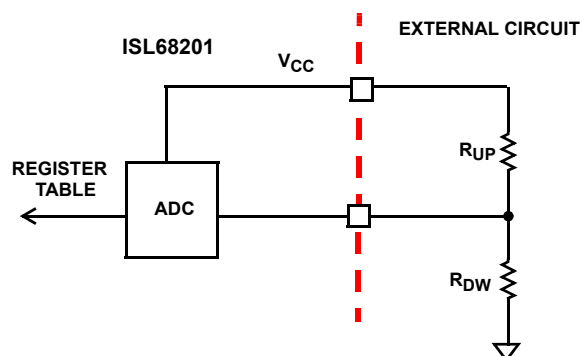 EXTERNAL CIRCUIT
ISL68201
VCC
RUP
REGISTER
TABLE
ADC
RDW